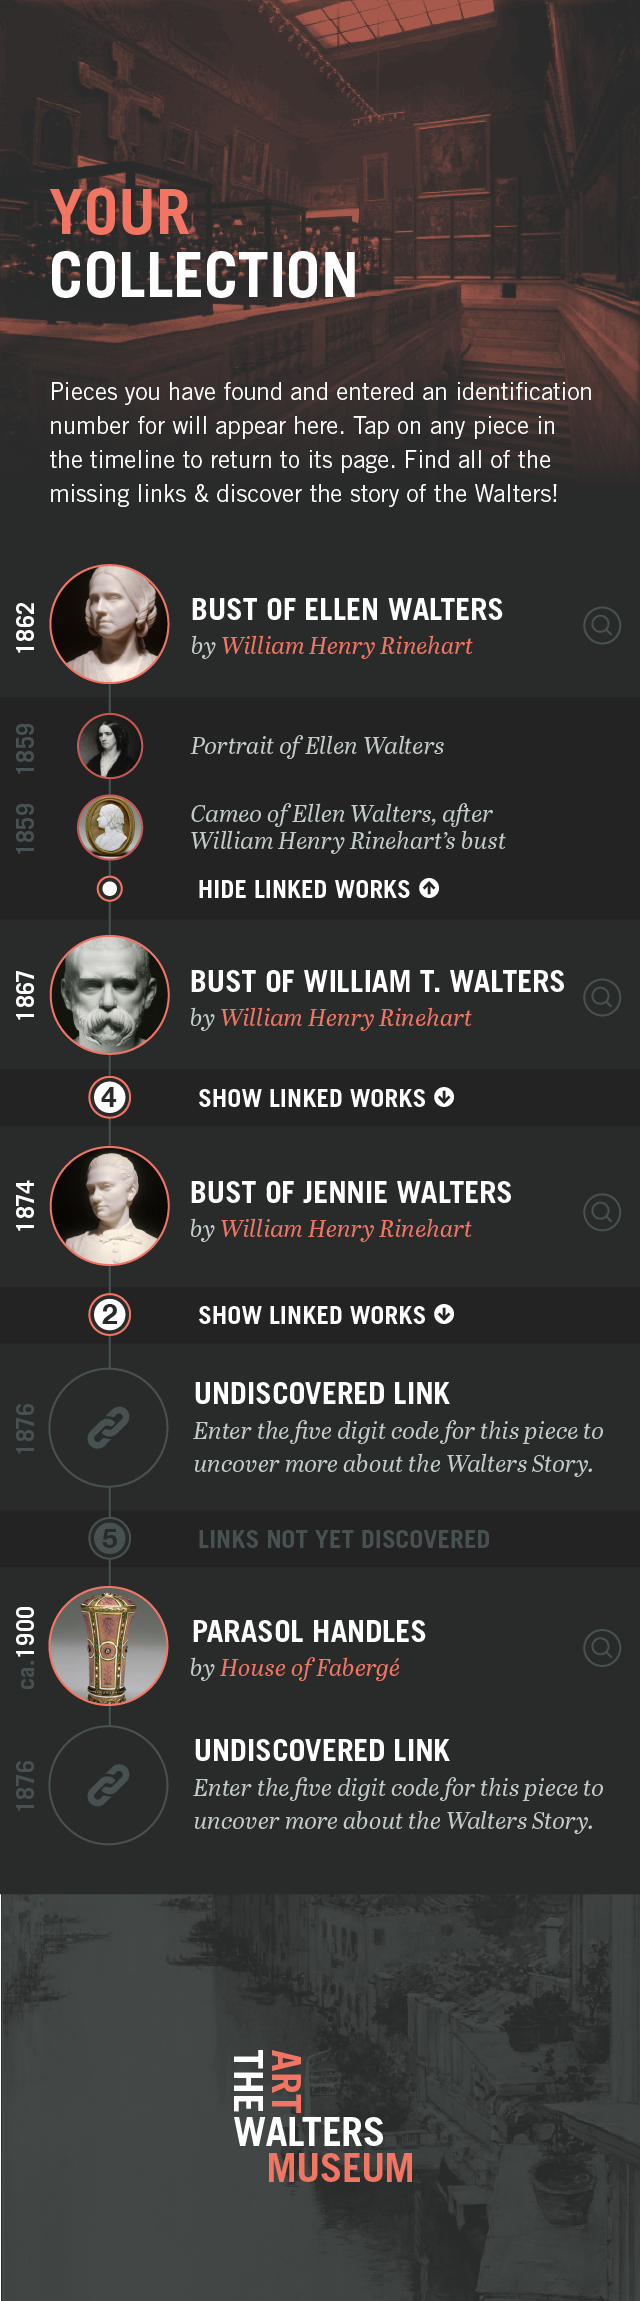 YOUR
COLLECTION
Pieces you have found and entered an identification
number for will appear here. Tap on any piece in
the timeline to return to its page. Find all of the
missing links & discover the story of the Walters!
1862
BUST OF ELLEN WALTERS
by William Henry Rinehart
1859
Portrait of Ellen Walters
1859
Cameo of Ellen Walters, after
William Henry Rinehart's bust
HIDE LINKED WORKS
1867
BUST OF WILLIAM T. WALTERS
by William Henry Rinehart
4
SHOW LINKED WORKS
1874
BUST OF JENNIE WALTERS
by William Henry Rinehart
2
SHOW LINKED WORKS
1876
UNDISCOVERED LINK
Enter the five digit code for this piece to
uncover more about the Walters Story.
5
LINKS NOT YET DISCOVERED
ca.1900
PARASOL HANDLES
by House of Fabergé
1876
UNDISCOVERED LINK
Enter the five digit code for this piece to
uncover more about the Walters Story.
THE
ART
WALTERS
MUSEUM